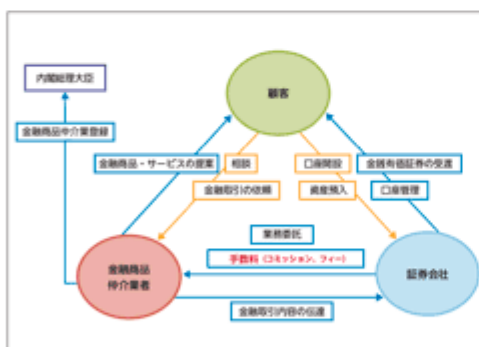 内閣総理大臣
顧客
金融商品仲介業登録
金融商品・サービスの提案
相談
口座開設
金銭有価証券の受渡
金融取引の依頼
資産預入
口座管理
業務委託
手数料（コミッション、フィー）
金融商品
仲介業者
証券会社
金融取引内容の伝達